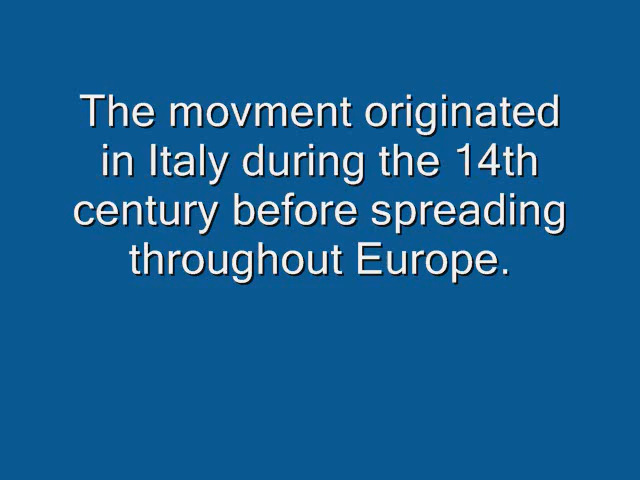 The movment originated
in Italy during the 14th
century before spreading
throughout Europe.